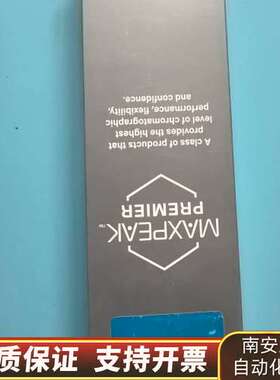 A class of products that
provides the highest
level of chromatographic
performance, flexibility,
and confidence.
MAXPEAK™
PREMIER
质保证 支持开票
南安
自动化